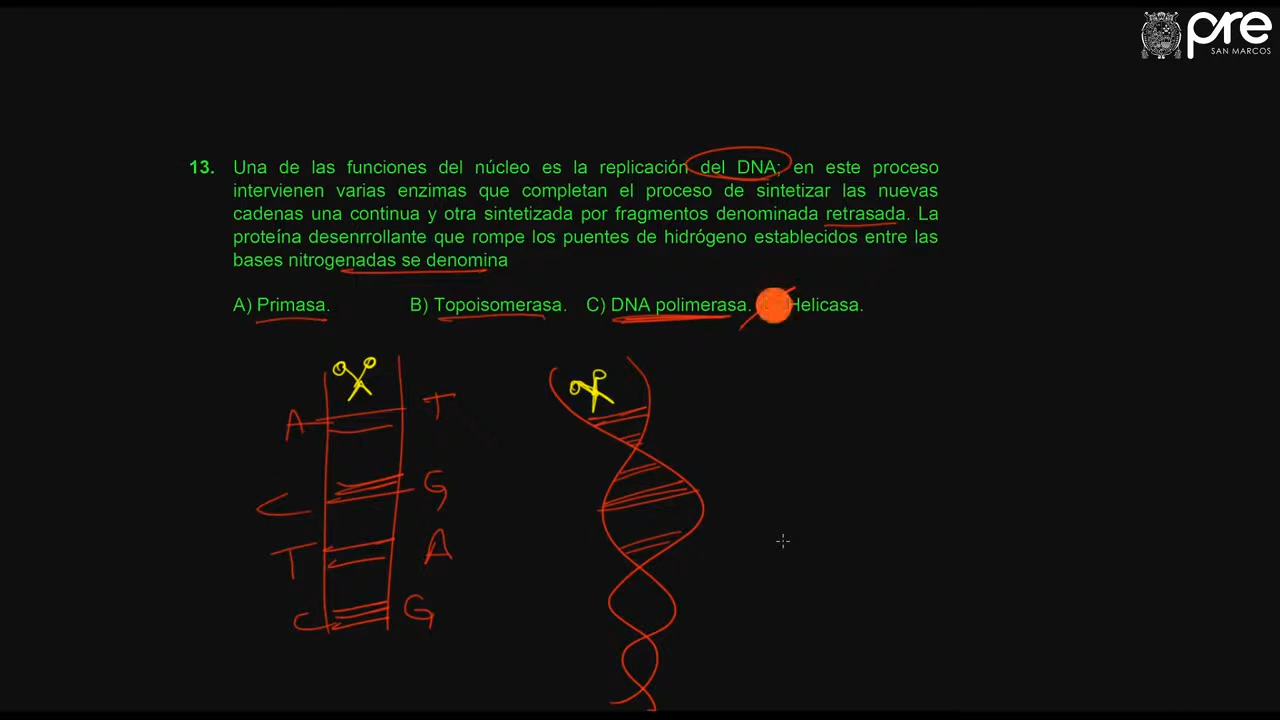 pre
SAN MARCOS
13. Una de las funciones del núcleo es la replicación del DNA; en este proceso
intervienen varias enzimas que completan el proceso de sintetizar las nuevas
cadenas una continua y otra sintetizada por fragmentos denominada retrasada. La
proteína desenrrollante que rompe los puentes de hidrógeno establecidos entre las
bases nitrogenadas se denomina
A) Primasa. B) Topoisomerasa. C) DNA polimerasa. Helicasa.
A T
C G
T A
C G